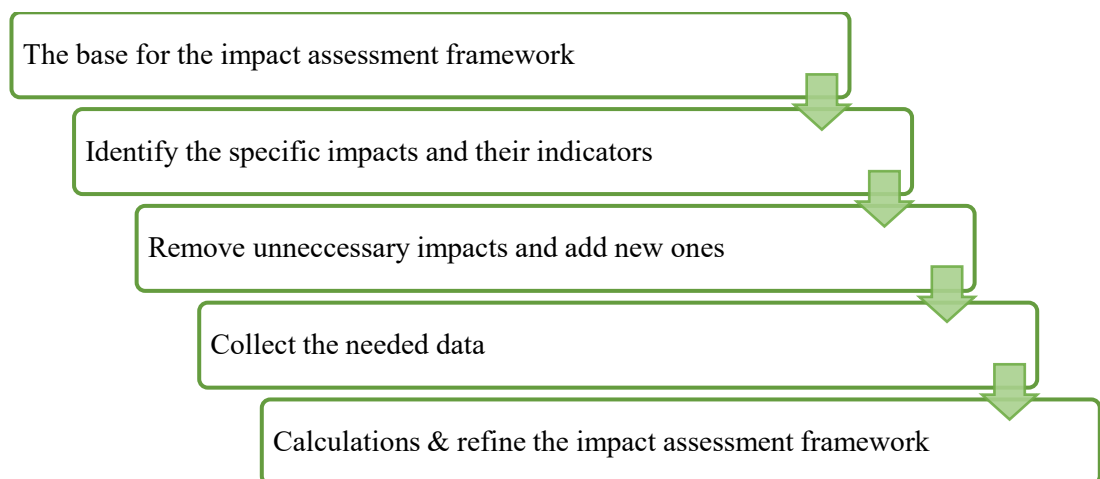 The base for the impact assessment framework
Identify the specific impacts and their indicators
Remove unneccessary impacts and add new ones
Collect the needed data
Calculations & refine the impact assessment framework